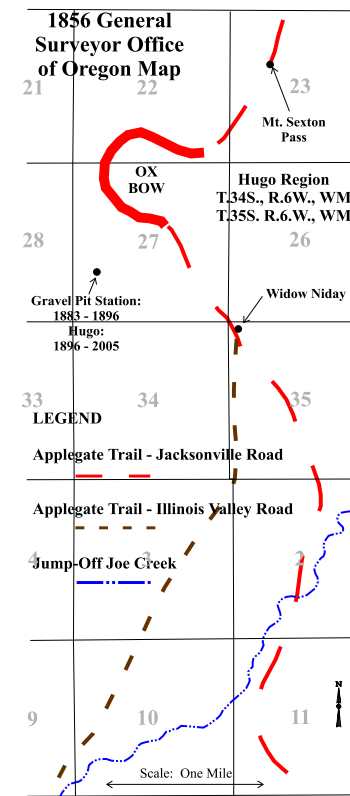 1856 General
Surveyor Office
of Oregon Map
21
22
23
Mt. Sexton
Pass
OX
BOW
Hugo Region
T.34S., R.6W., WM
T.35S. R.6.W., WM
28
27
26
Gravel Pit Station:
1883 - 1896
Hugo:
1896 - 2005
Widow Niday
33
34
35
LEGEND
Applegate Trail - Jacksonville Road
Applegate Trail - Illinois Valley Road
4
3
2
Jump-Off Joe Creek
9
10
11
N
Scale: One Mile